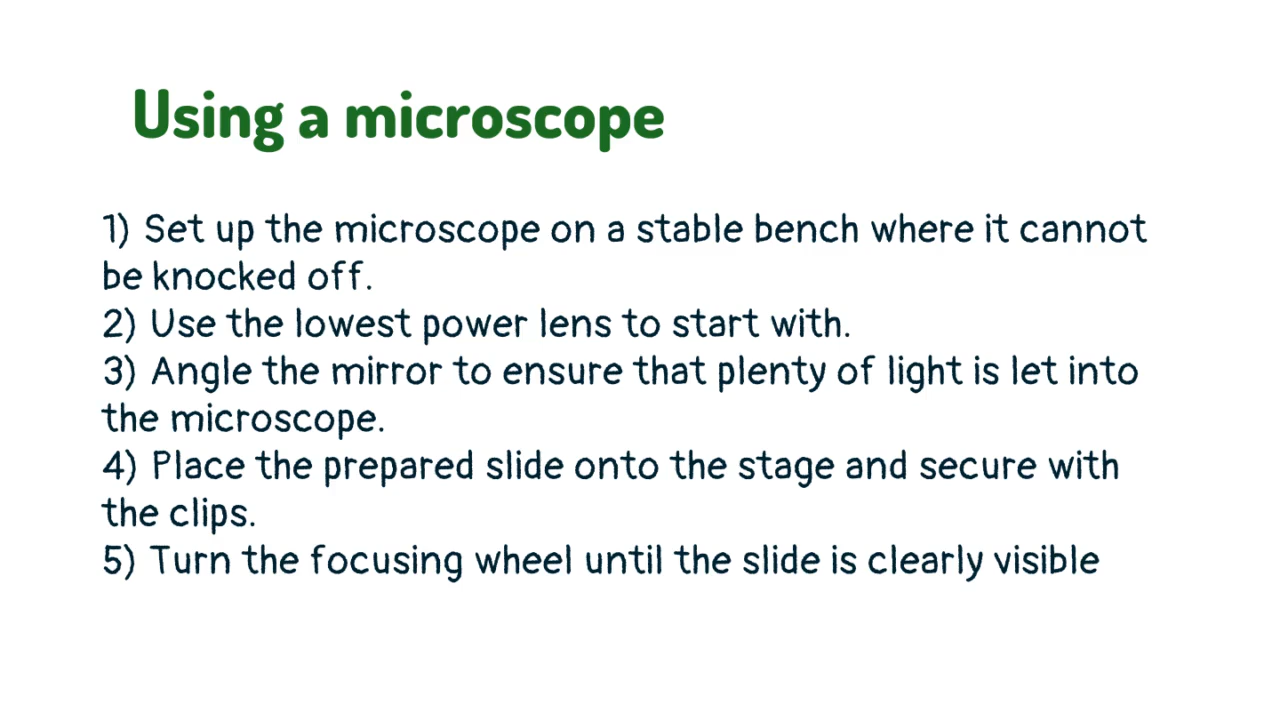 Using a microscope
1) Set up the microscope on a stable bench where it cannot
be knocked off.
2) Use the lowest power lens to start with.
3) Angle the mirror to ensure that plenty of light is let into
the microscope.
4) Place the prepared slide onto the stage and secure with
the clips.
5) Turn the focusing wheel until the slide is clearly visible